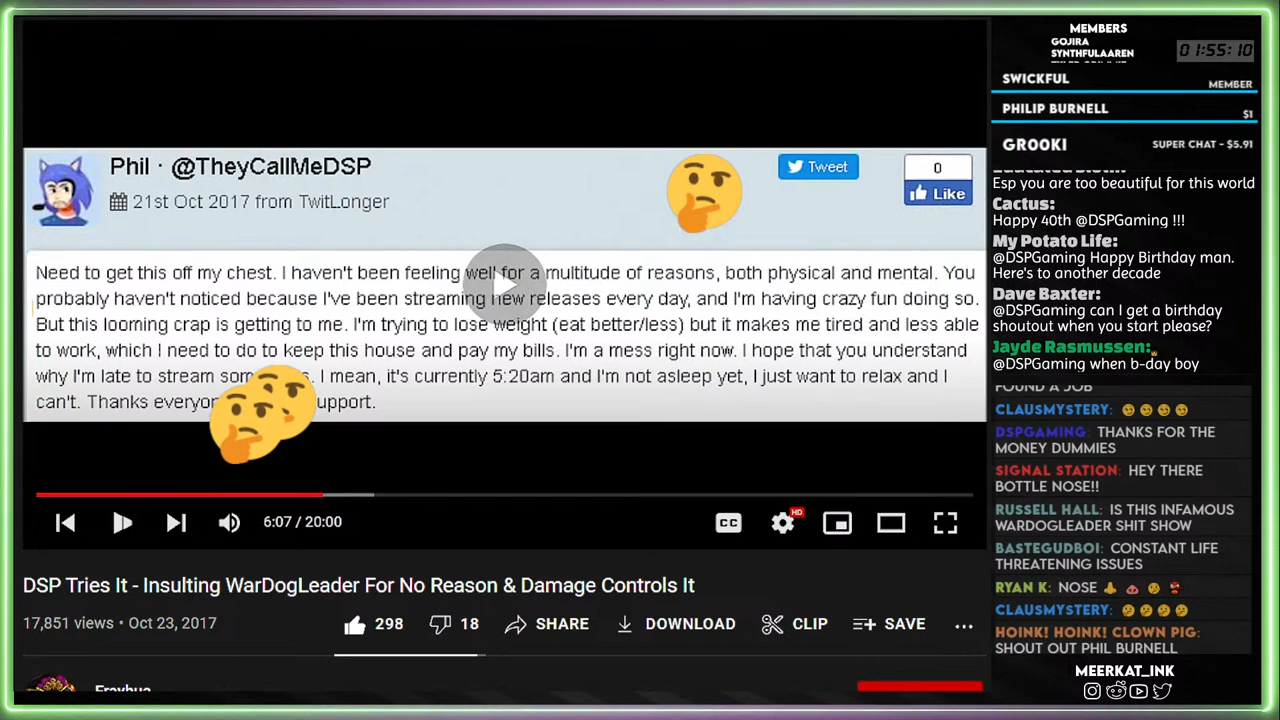 Phil · @TheyCallMeDSP
21st Oct 2017 from TwitLonger
Tweet
0
Like
Need to get this off my chest. I haven't been feeling well for a multitude of reasons, both physical and mental. You
probably haven't noticed because I've been streaming new releases every day, and I'm having crazy fun doing so.
But this looming crap is getting to me. I'm trying to lose weight (eat better/less) but it makes me tired and less able
to work, which I need to do to keep this house and pay my bills. I'm a mess right now. I hope that you understand
why I'm late to stream I mean, it's currently 5:20am and I'm not asleep yet, I just want to relax and I
can't. Thanks support.
6:07 / 20:00
CC
HD
DSP Tries It - Insulting WarDogLeader For No Reason & Damage Controls It
17,851 views • Oct 23, 2017
298
18
SHARE
DOWNLOAD
CLIP
SAVE
MEMBERS
GOJIRA
SYNTHFULAAREN
01:55:10
SWICKFUL
MEMBER
PHILIP BURNELL
$1
GROOKI
SUPER CHAT - $5.91
Esp you are too beautiful for this world
Cactus:
Happy 40th @DSPGaming !!!
My Potato Life:
@DSPGaming Happy Birthday man.
Here's to another decade
Dave Baxter:
@DSPGaming can I get a birthday
shoutout when you start please?
Jayde Rasmussen:
@DSPGaming when b-day boy
FOUND A JOB
CLAUSMYSTERY: 😏 😏 😏 😏
DSPGAMING: THANKS FOR THE
MONEY DUMMIES
SIGNAL STATION: HEY THERE
BOTTLE NOSE!!
RUSSELL HALL: IS THIS INFAMOUS
WARDOGLEADER SHIT SHOW
BASTEGUDBOI: CONSTANT LIFE
THREATENING ISSUES
RYAN K: NOSE
CLAUSMYSTERY:
HOINK! HOINK! CLOWN PIG:
SHOUT OUT PHIL BURNELL
MEERKAT_INK